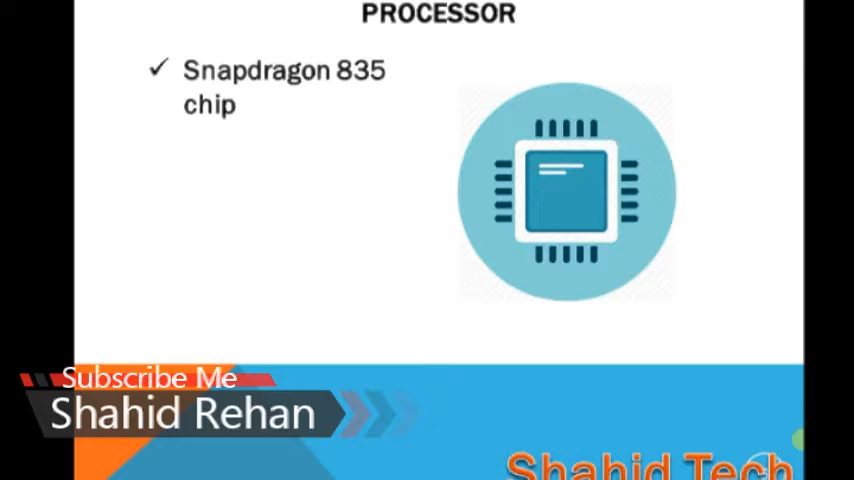 PROCESSOR
✓ Snapdragon 835
chip
Subscribe Me
Shahid Rehan
Shahid Tech